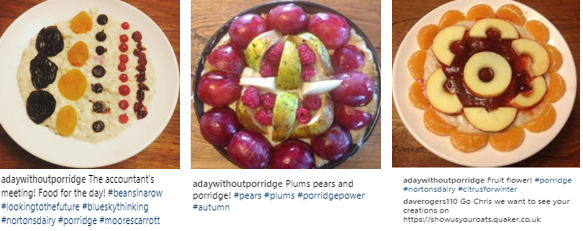 adaywithoutporridge The accountant's
meeting! Food for the day! #beansinarow
#lookingtothefuture #blueskythinking
#nortonsdairy #porridge #moorescarrott
adaywithoutporridge Plums pears and
porridge! #pears #plums #porridgepower
#autumn
adaywithoutporridge Fruit flower! #porridge
#nortonsdairy #citrusforwinter
daverogers110 Go Chris we want to see your
creations on
https://showusyouroats.quaker.co.uk